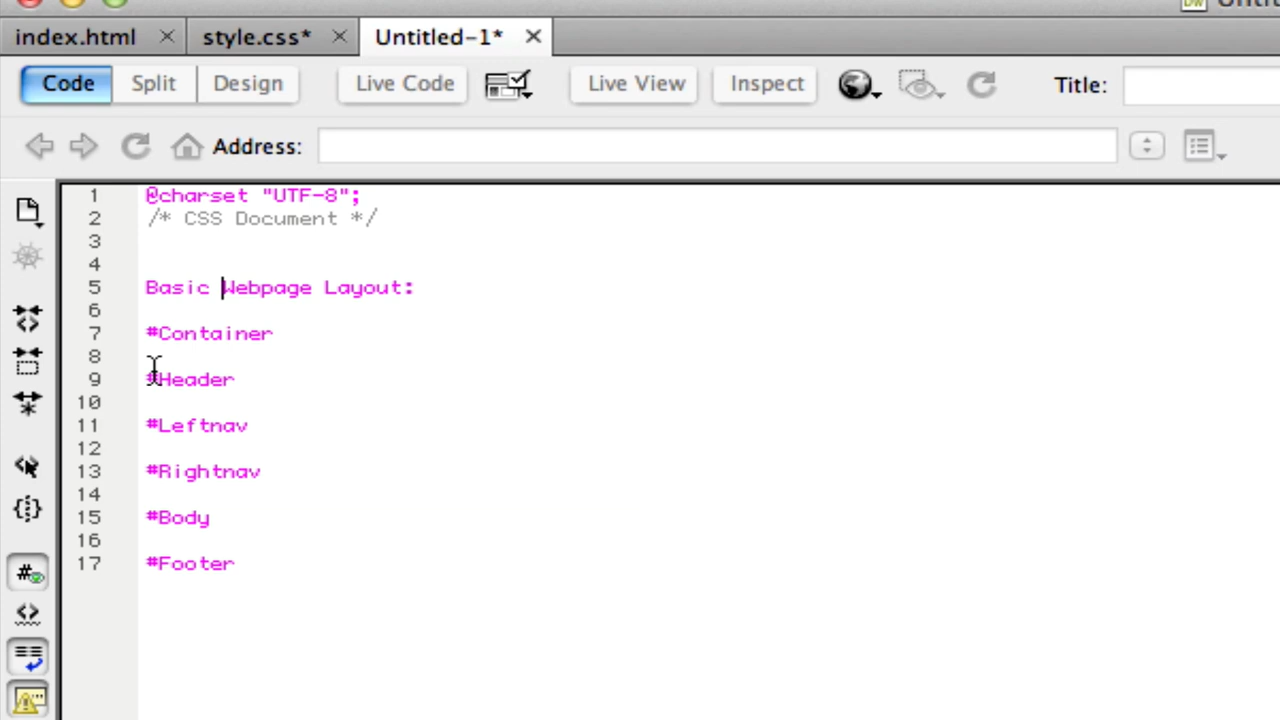 Untit
index.html style.css* Untitled-1*
Code Split Design Live Code Live View Inspect Title:
Address:
1 @charset "UTF-8";
2 /* CSS Document */
3
4
5 Basic Webpage Layout:
6
7 #Container
8
9 #Header
10
11 #Leftnav
12
13 #Rightnav
14
15 #Body
16
17 #Footer